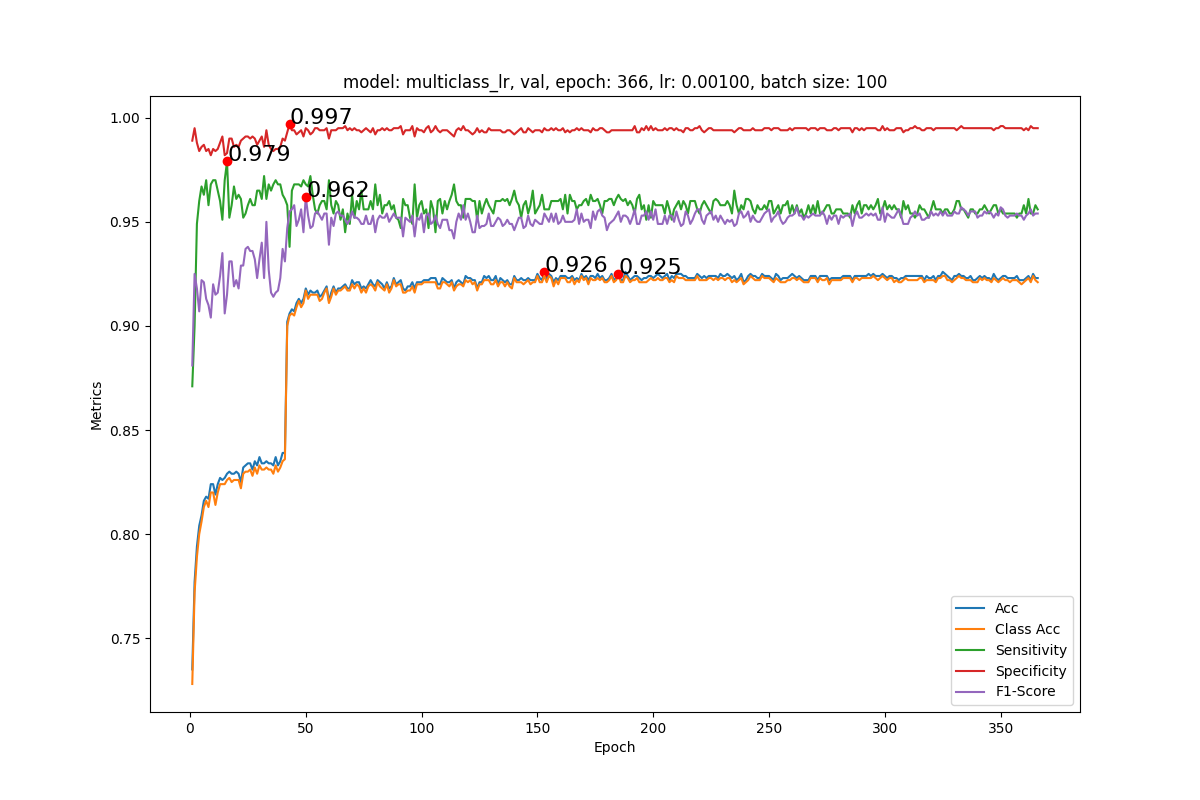 model: multiclass_lr, val, epoch: 366, lr: 0.00100, batch size: 100
1.00
0.997
0.979
0.962
0.95
0.926
0.925
0.90
0.85
0.80
0.75
Metrics
Acc
Class Acc
Sensitivity
Specificity
F1-Score
0 50 100 150 200 250 300 350
Epoch